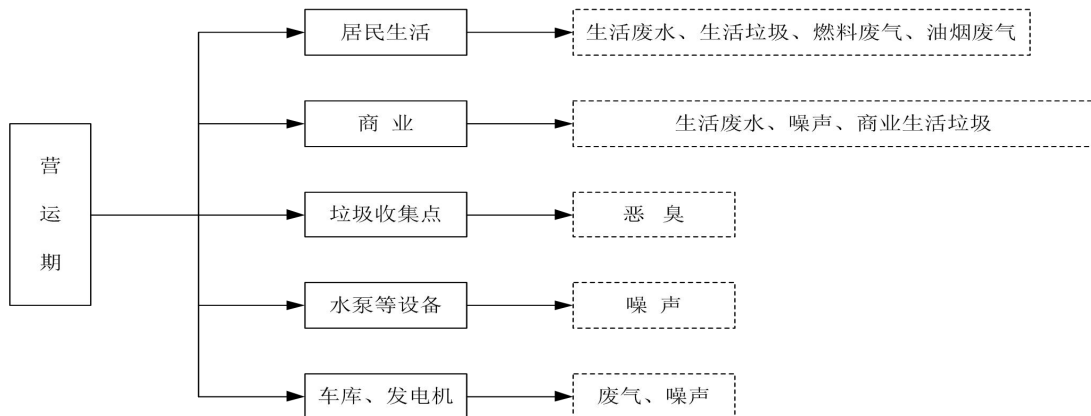 营运期
居民生活
生活废水、生活垃圾、燃料废气、油烟废气
商 业
生活废水、噪声、商业生活垃圾
垃圾收集点
恶 臭
水泵等设备
噪 声
车库、发电机
废气、噪声